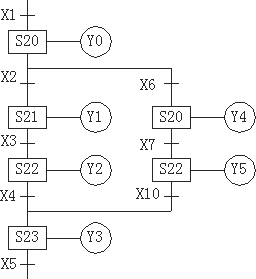 X1
S20 Y0
X2 X6
S21 Y1 S20 Y4
X3 X7
S22 Y2 S22 Y5
X4 X10
S23 Y3
X5